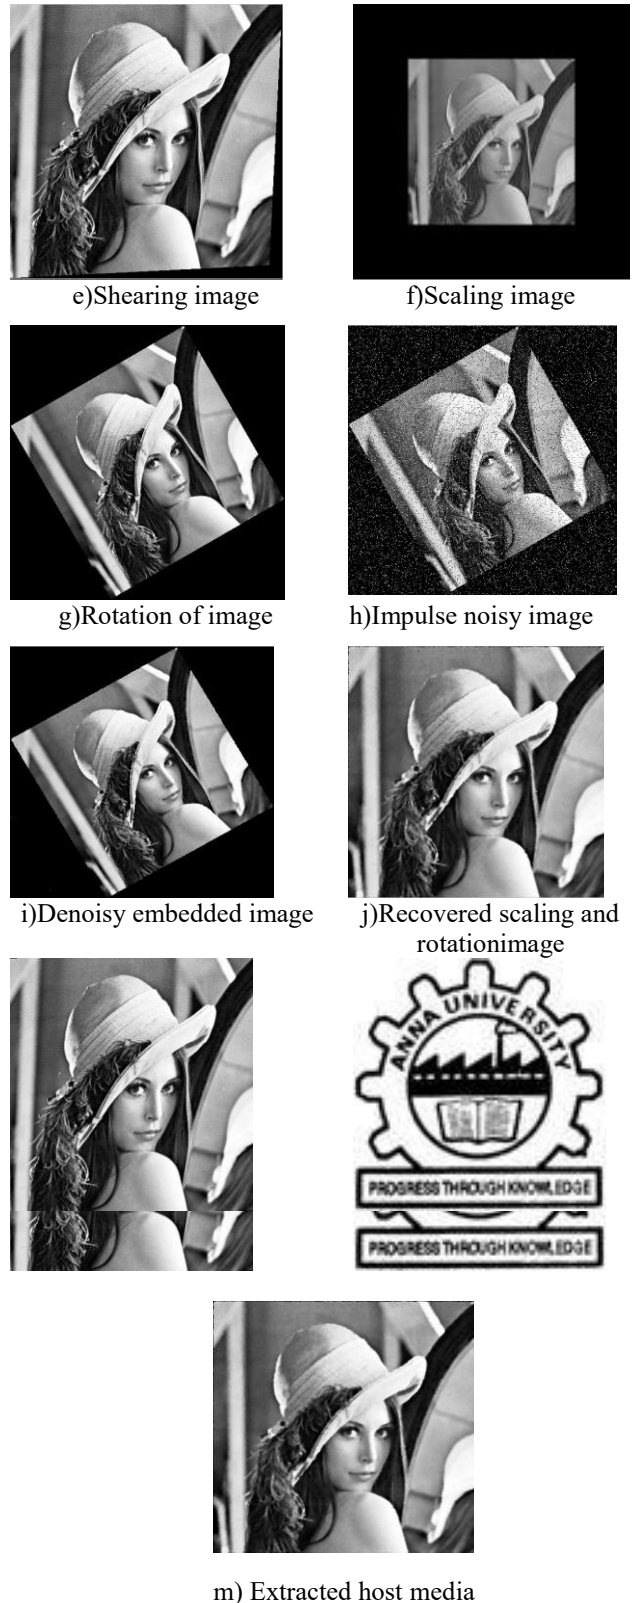 e)Shearing image
f)Scaling image
g)Rotation of image
h)Impulse noisy image
i)Denoisy embedded image
j)Recovered scaling and
rotationimage
ANNA UNIVERSITY
PROGRESS THROUGH KNOWLEDGE
PROGRESS THROUGH KNOWLEDGE
m) Extracted host media